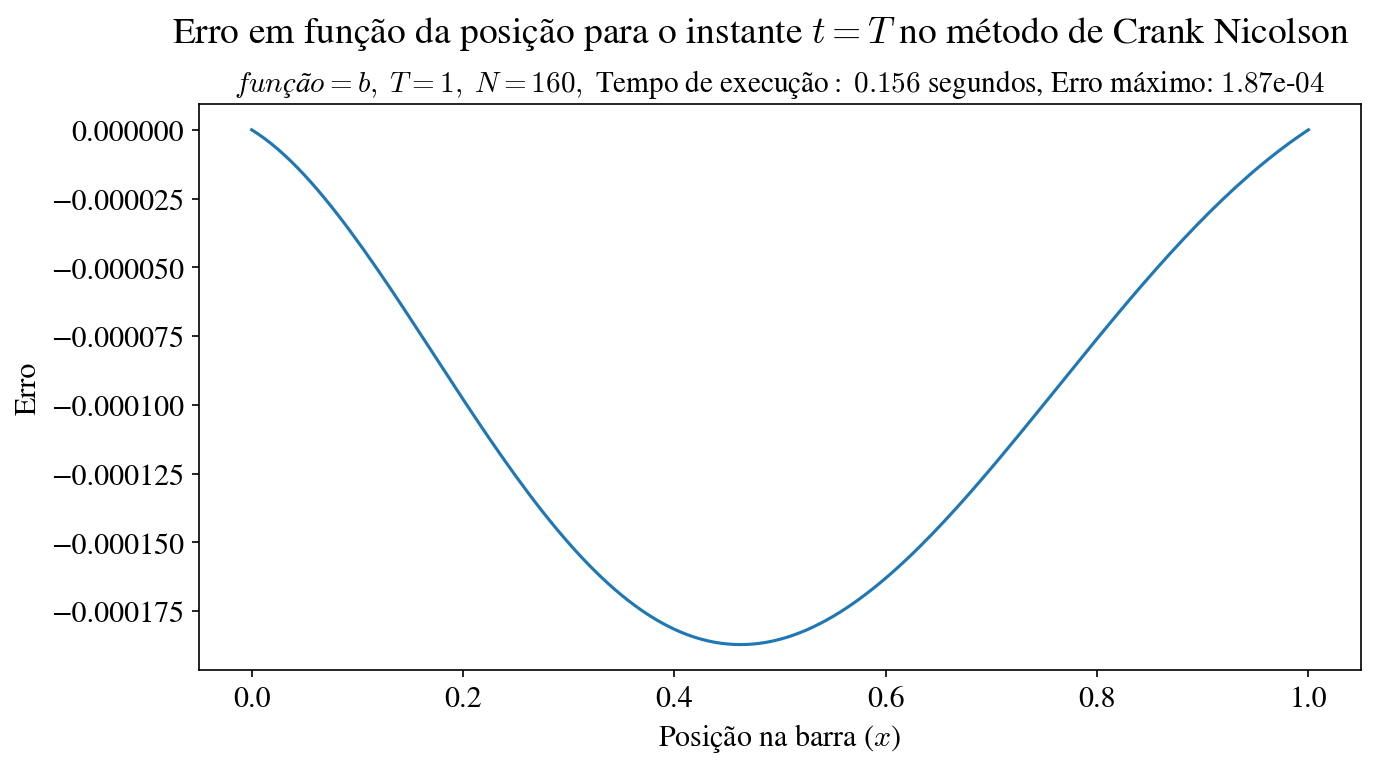 Erro em função da posição para o instante t = T no método de Crank Nicolson
função = b, T = 1, N = 160, Tempo de execução : 0.156 segundos, Erro máximo: 1.87e-04
0.000000
−0.000025
−0.000050
−0.000075
−0.000100
−0.000125
−0.000150
−0.000175
Erro
0.0 0.2 0.4 0.6 0.8 1.0
Posição na barra (x)